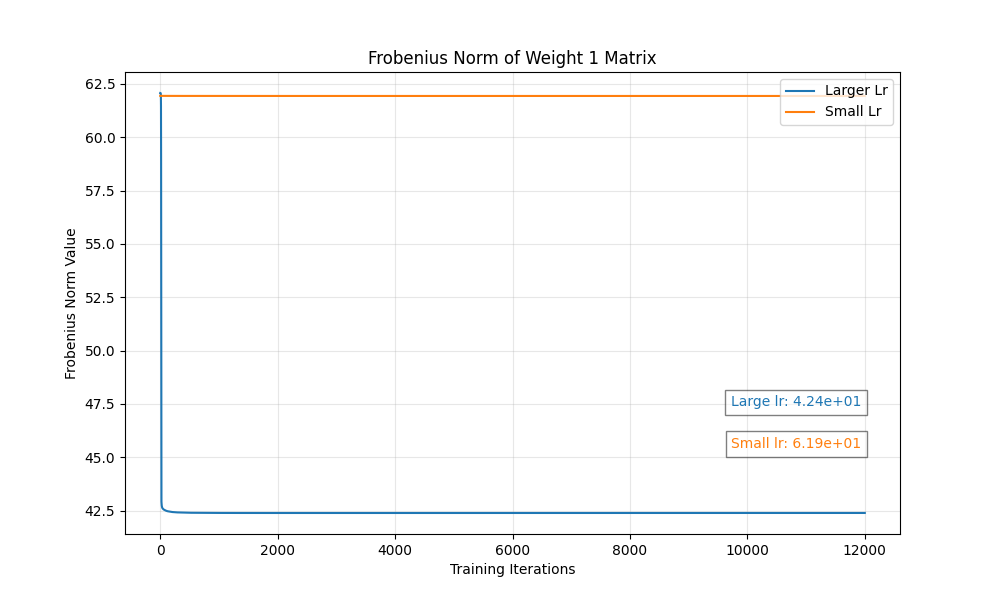 Frobenius Norm of Weight 1 Matrix
Frobenius Norm Value
62.5
60.0
57.5
55.0
52.5
50.0
47.5
45.0
42.5
Larger Lr
Small Lr
Large lr: 4.24e+01
Small lr: 6.19e+01
0
2000
4000
6000
8000
10000
12000
Training Iterations